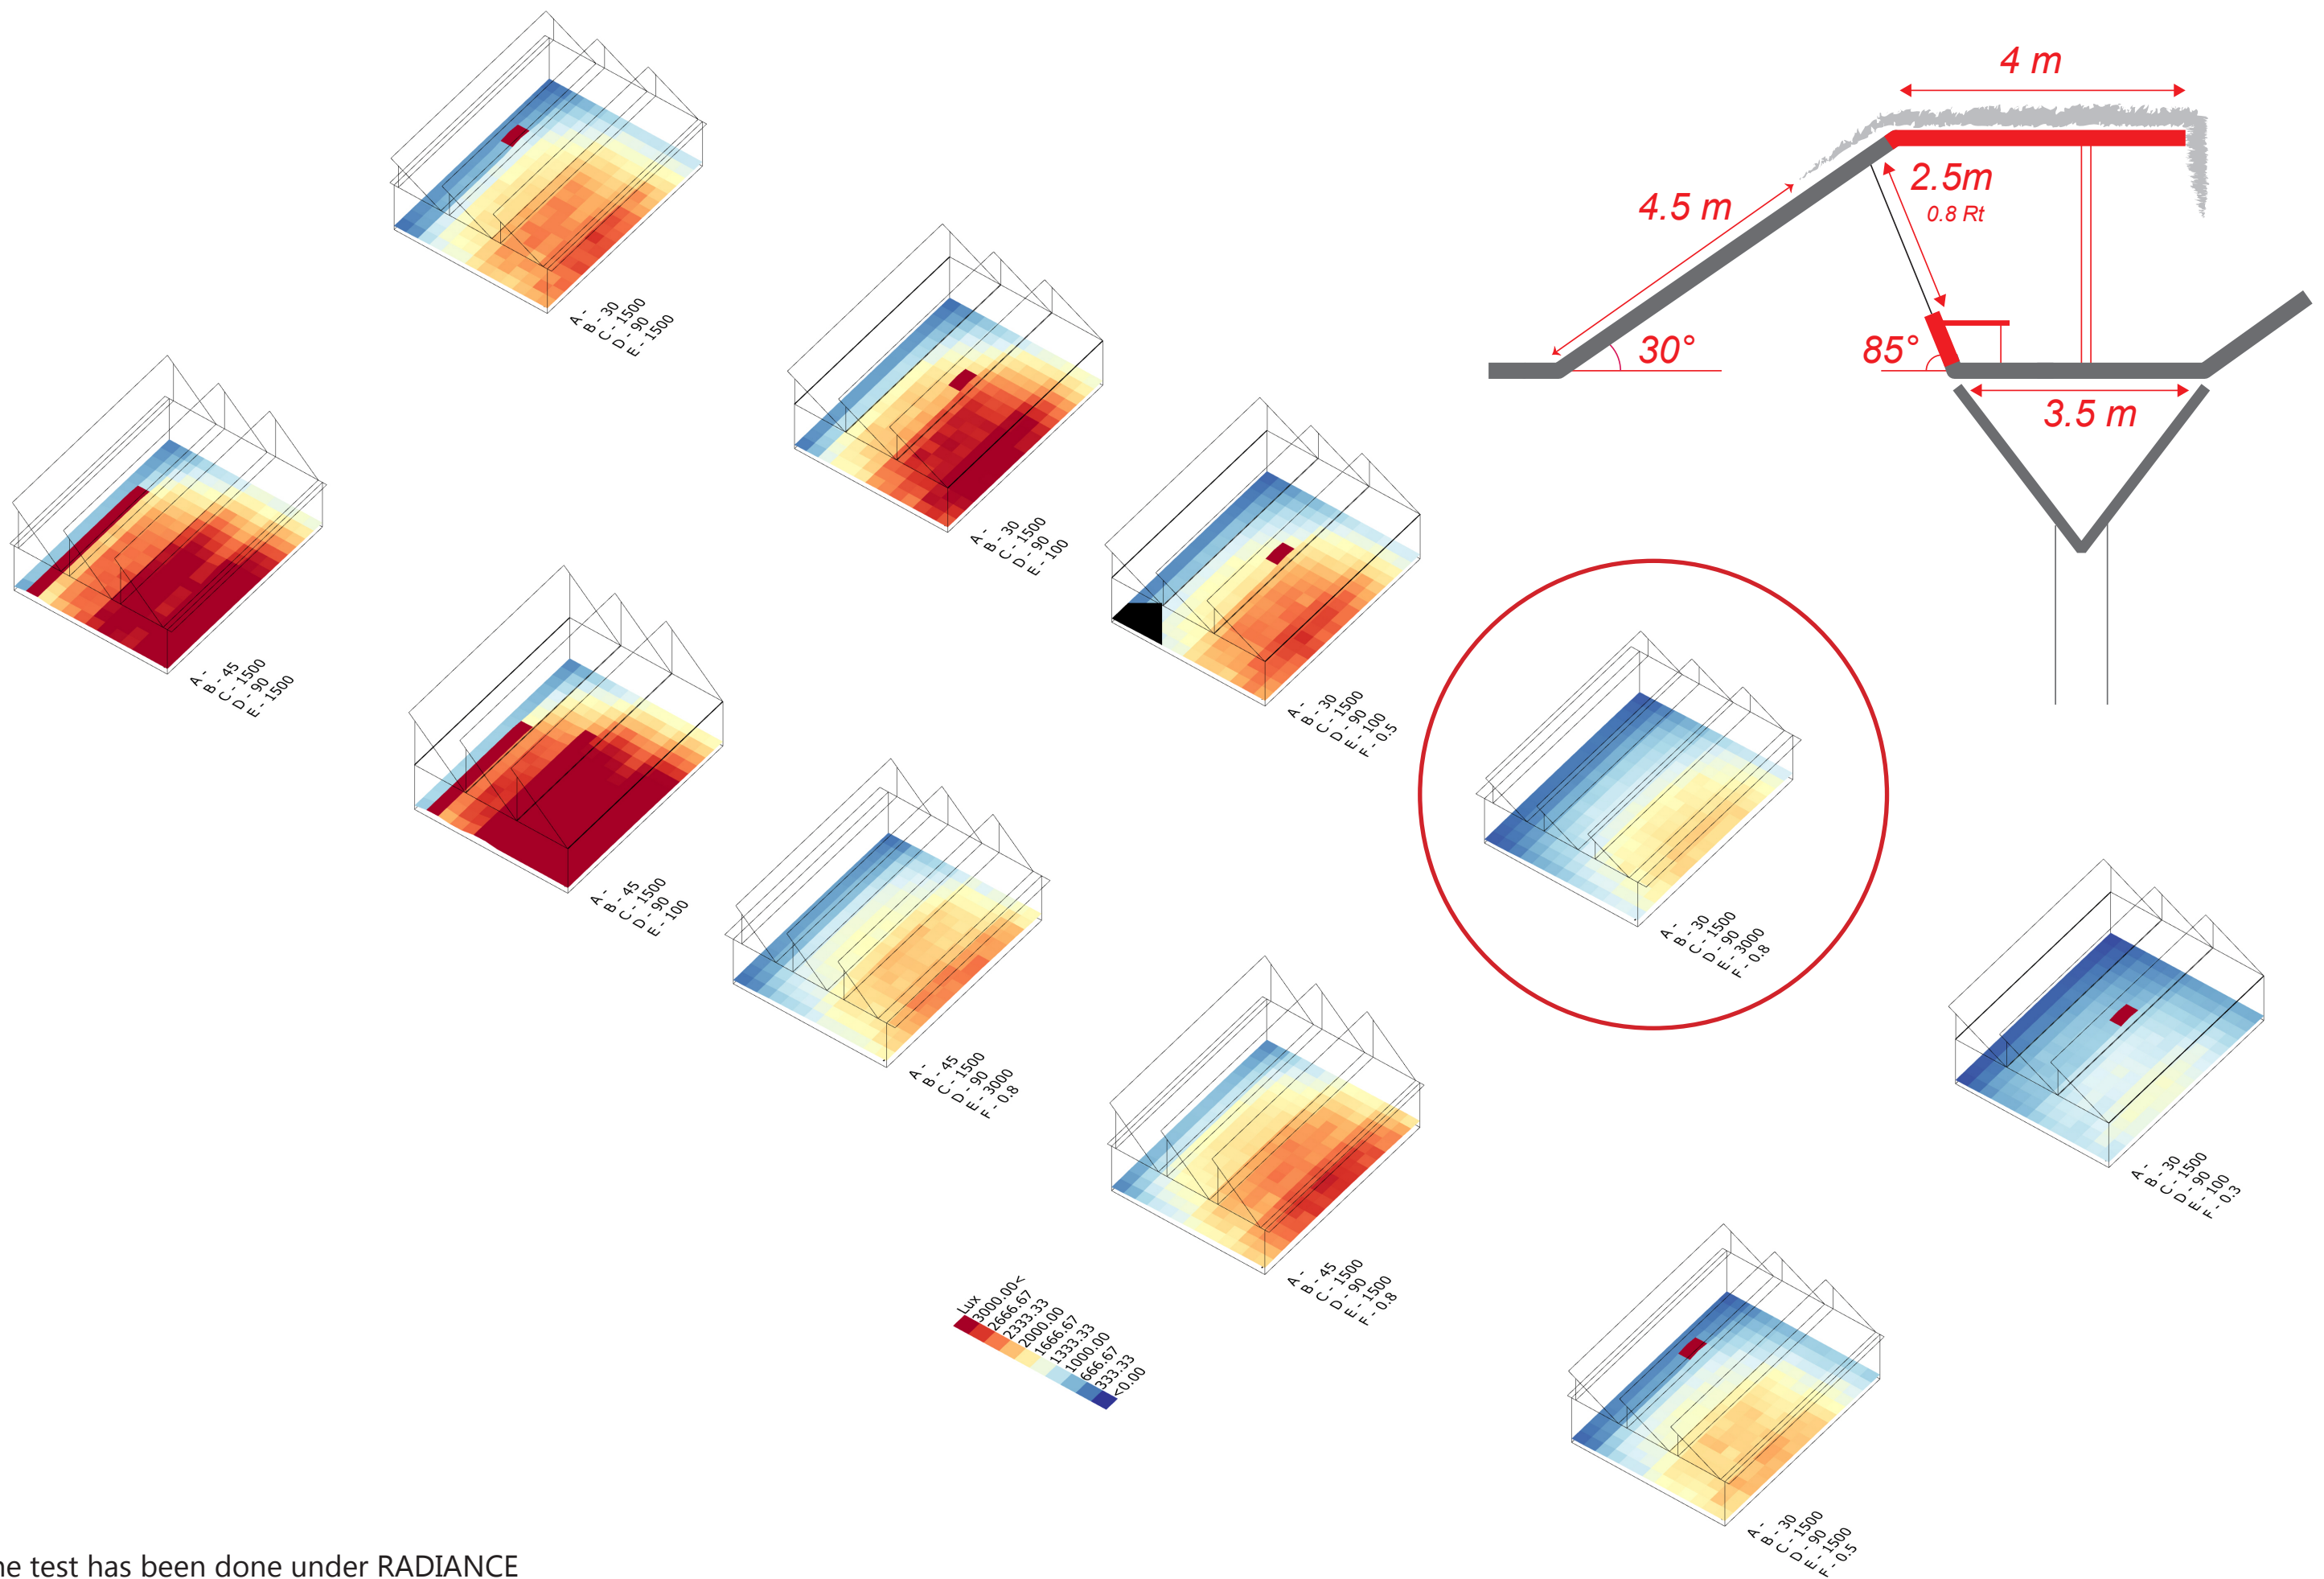 4 m
2.5m
0.8 Rt
4.5 m
30°
85°
3.5 m
A -
B - 30
C - 1500
D - 90
E - 1500
A -
B - 30
C - 1500
D - 90
E - 100
A -
B - 45
C - 1500
D - 90
E - 1500
A -
B - 30
C - 1500
D - 90
E - 100
F - 0.5
A -
B - 45
C - 1500
D - 90
E - 100
A -
B - 30
C - 1500
D - 90
E - 3000
F - 0.8
A -
B - 45
C - 1500
D - 90
E - 3000
F - 0.8
A -
B - 30
C - 1500
D - 90
E - 100
F - 0.3
A -
B - 45
C - 1500
D - 90
E - 1500
F - 0.8
Lux
3000.00<
2666.67
2333.33
2000.00
1666.67
1333.33
1000.00
666.67
333.33
<0.00
A -
B - 30
C - 1500
D - 90
E - 1500
F - 0.5
he test has been done under RADIANCE